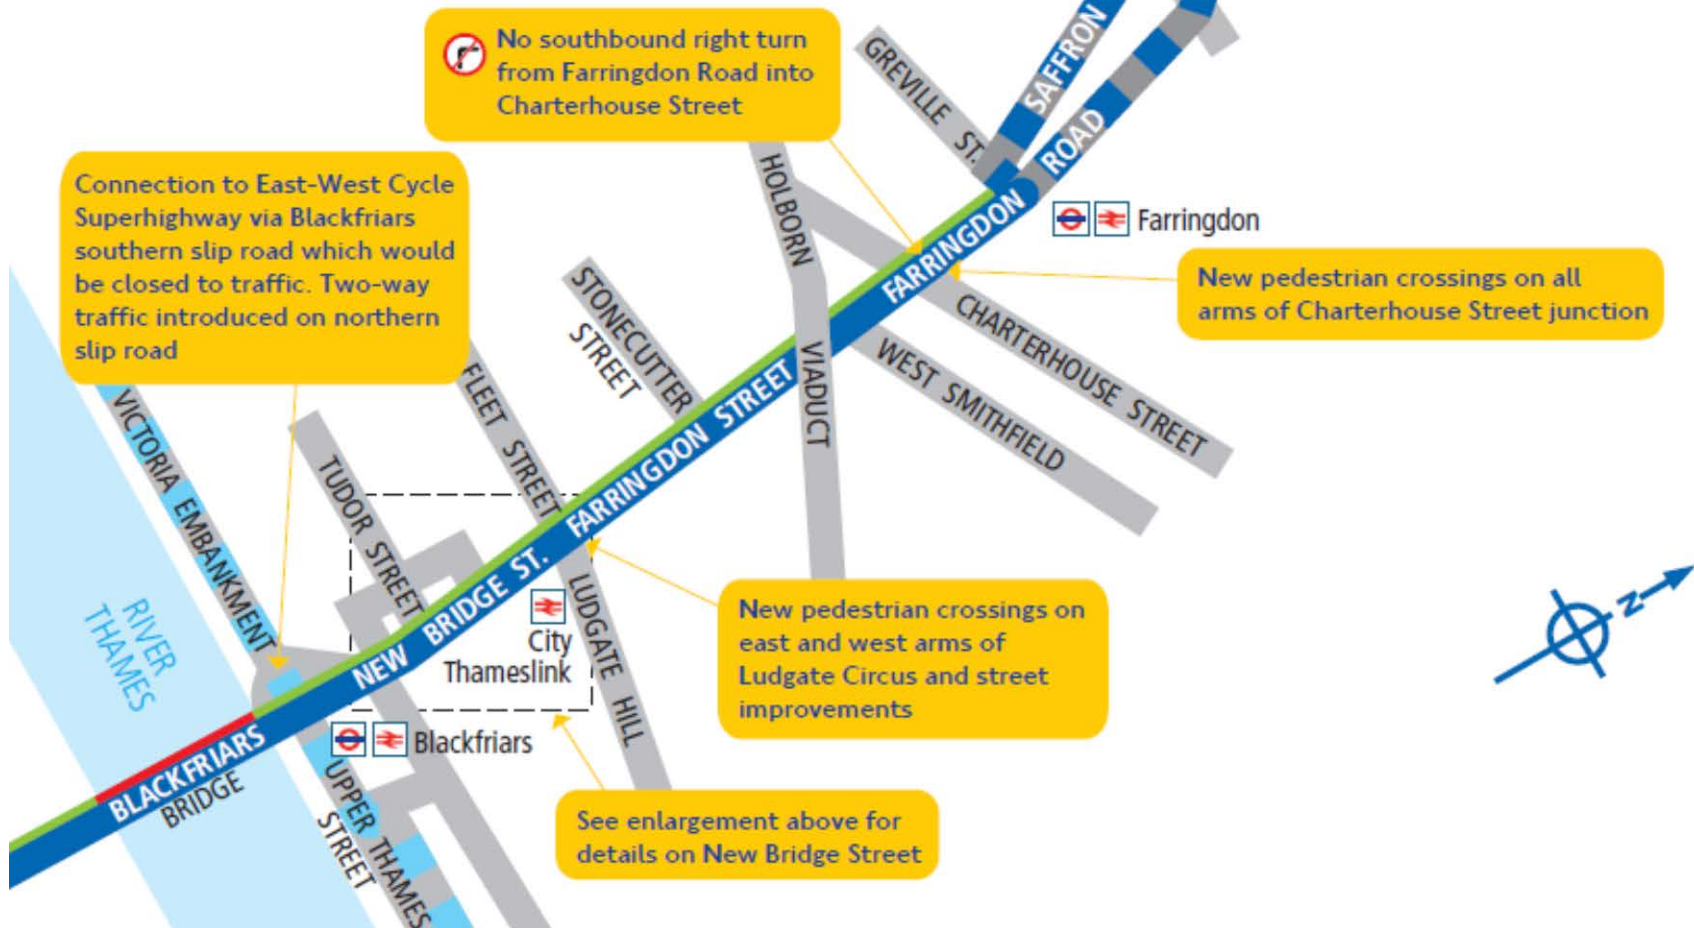 No southbound right turn
from Farringdon Road into
Charterhouse Street
GREVILLE ST.
SAFFRON
ROAD
Connection to East-West Cycle
Superhighway via Blackfriars
southern slip road which would
be closed to traffic. Two-way
traffic introduced on northern
slip road
HOLBORN
VIADUCT
FARRINGDON
Farringdon
New pedestrian crossings on all
arms of Charterhouse Street junction
STONECUTTER
STREET
CHARTERHOUSE STREET
WEST SMITHFIELD
FARRINGDON STREET
FLEET STREET
VICTORIA EMBANKMENT
TUDOR STREET
NEW BRIDGE ST.
LUDGATE HILL
City
Thameslink
RIVER
THAMES
New pedestrian crossings on
east and west arms of
Ludgate Circus and street
improvements
N
Blackfriars
BLACKFRIARS
BRIDGE
UPPER THAMES
STREET
See enlargement above for
details on New Bridge Street